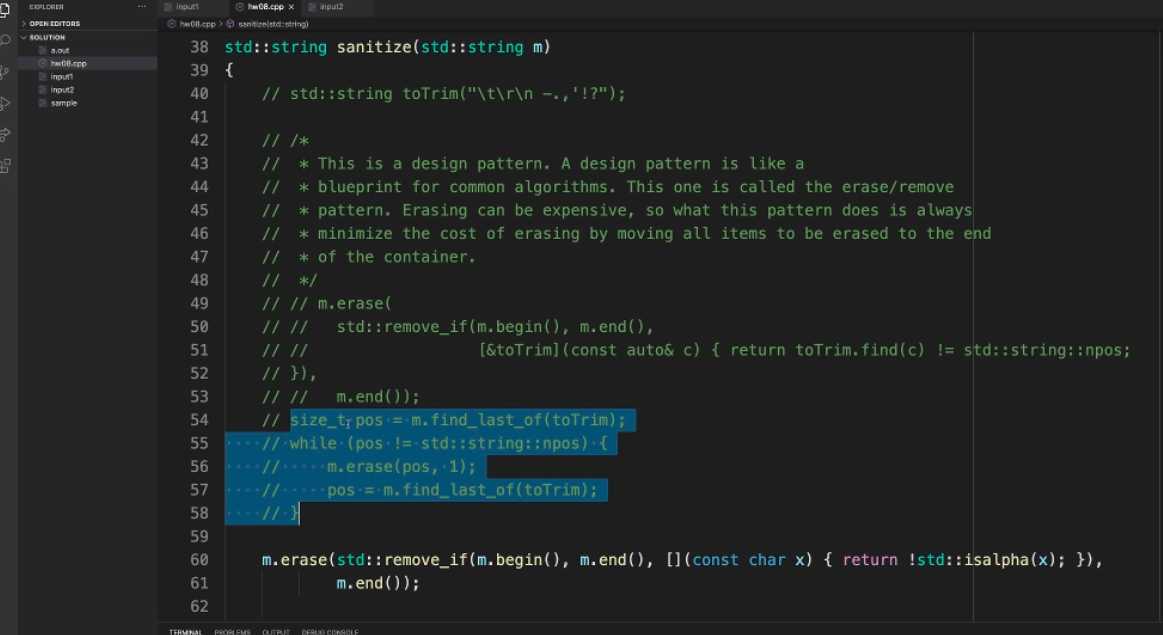 EXPLORER
OPEN EDITORS
SOLUTION
a.out
hw08.cpp
input1
input2
sample
input1
hw08.cpp
input2
hw08.cpp > sanitize(std::string)
38 std::string sanitize(std::string m)
39 {
40 // std::string toTrim("\t\r\n -.,'!?");
41
42 // /*
43 //  * This is a design pattern. A design pattern is like a
44 //  * blueprint for common algorithms. This one is called the erase/remove
45 //  * pattern. Erasing can be expensive, so what this pattern does is always
46 //  * minimize the cost of erasing by moving all items to be erased to the end
47 //  * of the container.
48 //  */
49 // // m.erase(
50 // //   std::remove_if(m.begin(), m.end(),
51 // //                  [&toTrim](const auto& c) { return toTrim.find(c) != std::string::npos;
52 // }),
53 // //   m.end());
54 // size_t pos = m.find_last_of(toTrim);
55 // while (pos != std::string::npos) {
56 //     m.erase(pos, 1);
57 //     pos = m.find_last_of(toTrim);
58 // }
59
60 m.erase(std::remove_if(m.begin(), m.end(), [](const char x) { return !std::isalpha(x); }),
61         m.end());
62
TERMINAL PROBLEMS OUTPUT DEBUG CONSOLE